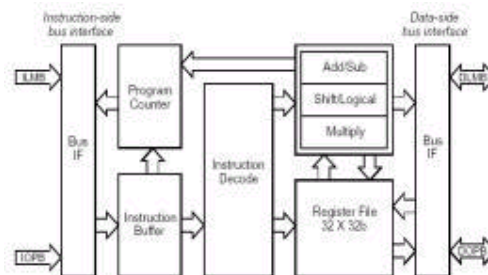 Instruction-side
bus interface
Data-side
bus interface
ILMB
Bus
IF
Program
Counter
Add/Sub
Shift/Logical
Multiply
DLMB
Bus
IF
Instruction
Decode
Instruction
Buffer
Register File
32 X 32b
IOPB
DOPB